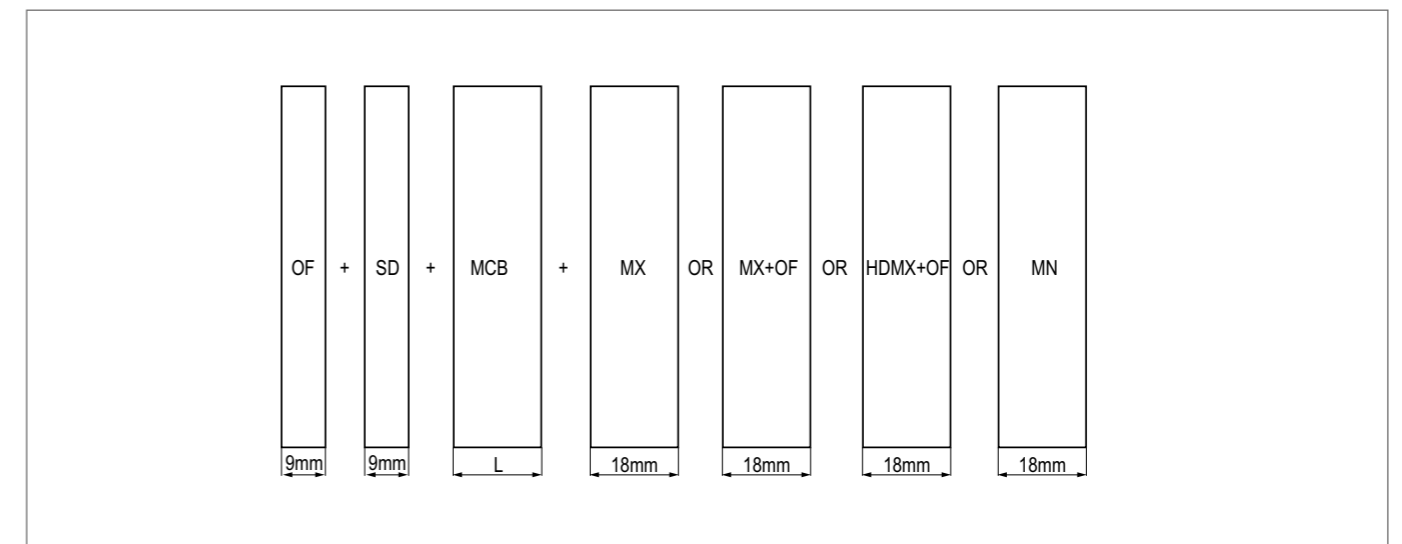 OF + SD + MCB + MX OR MX+OF OR HDMX+OF OR MN
9mm 9mm L 18mm 18mm 18mm 18mm